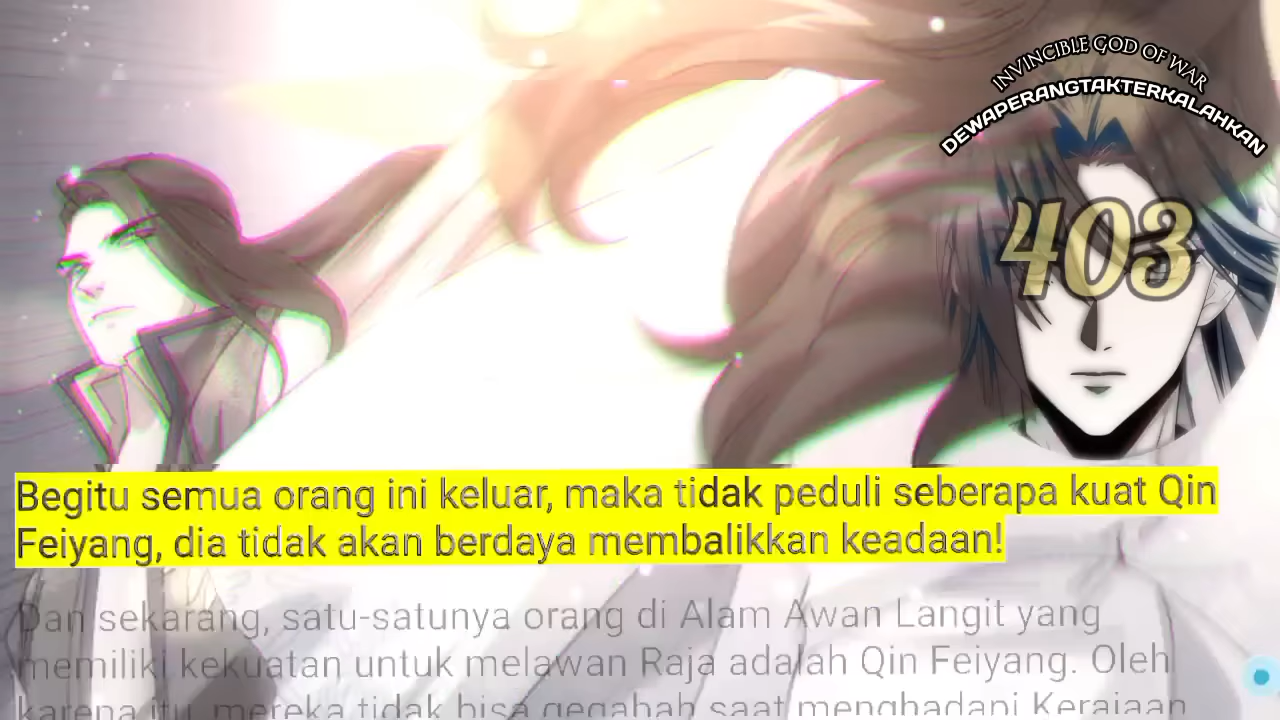 INVINCIBLE GOD OF WAR
DEWAPERANGTAKTERKALAHKAN
403
Begitu semua orang ini keluar, maka tidak peduli seberapa kuat Qin
Feiyang, dia tidak akan berdaya membalikkan keadaan!
Dan sekarang, satu-satunya orang di Alam Awan Langit yang
memiliki kekuatan untuk melawan Raja adalah Qin Feiyang. Oleh
karena itu, mereka tidak bisa gegabah saat menghadapi Kerajaan